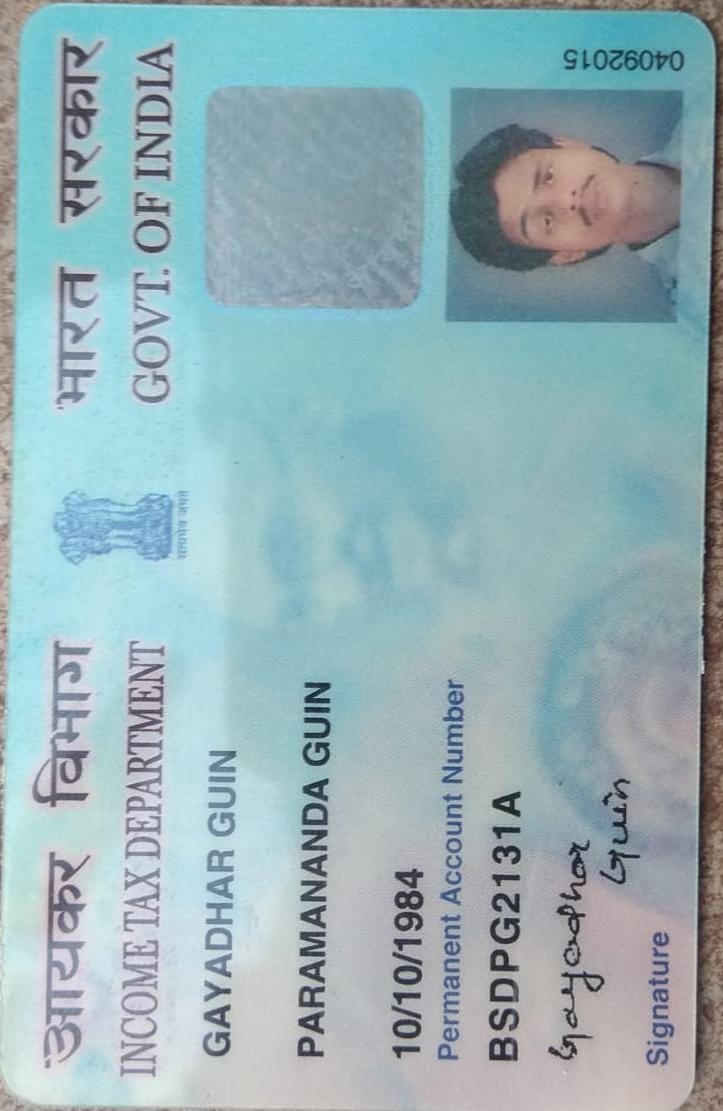 आयकर विभाग
INCOME TAX DEPARTMENT
सत्यमेव जयते
भारत सरकार
GOVT. OF INDIA
GAYADHAR GUIN
PARAMANANDA GUIN
10/10/1984
Permanent Account Number
BSDPG2131A
Gayadhar
Guin
Signature
04092015